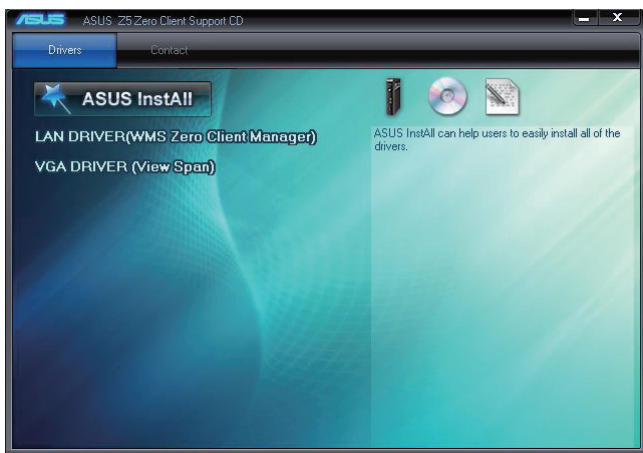 ASUS ASUS Z5 Zero Client Support CD
Drivers Contact
ASUS InstAll
LAN DRIVER(WMS Zero Client Manager)
VGA DRIVER (View Span)
ASUS InstAll can help users to easily install all of the
drivers.